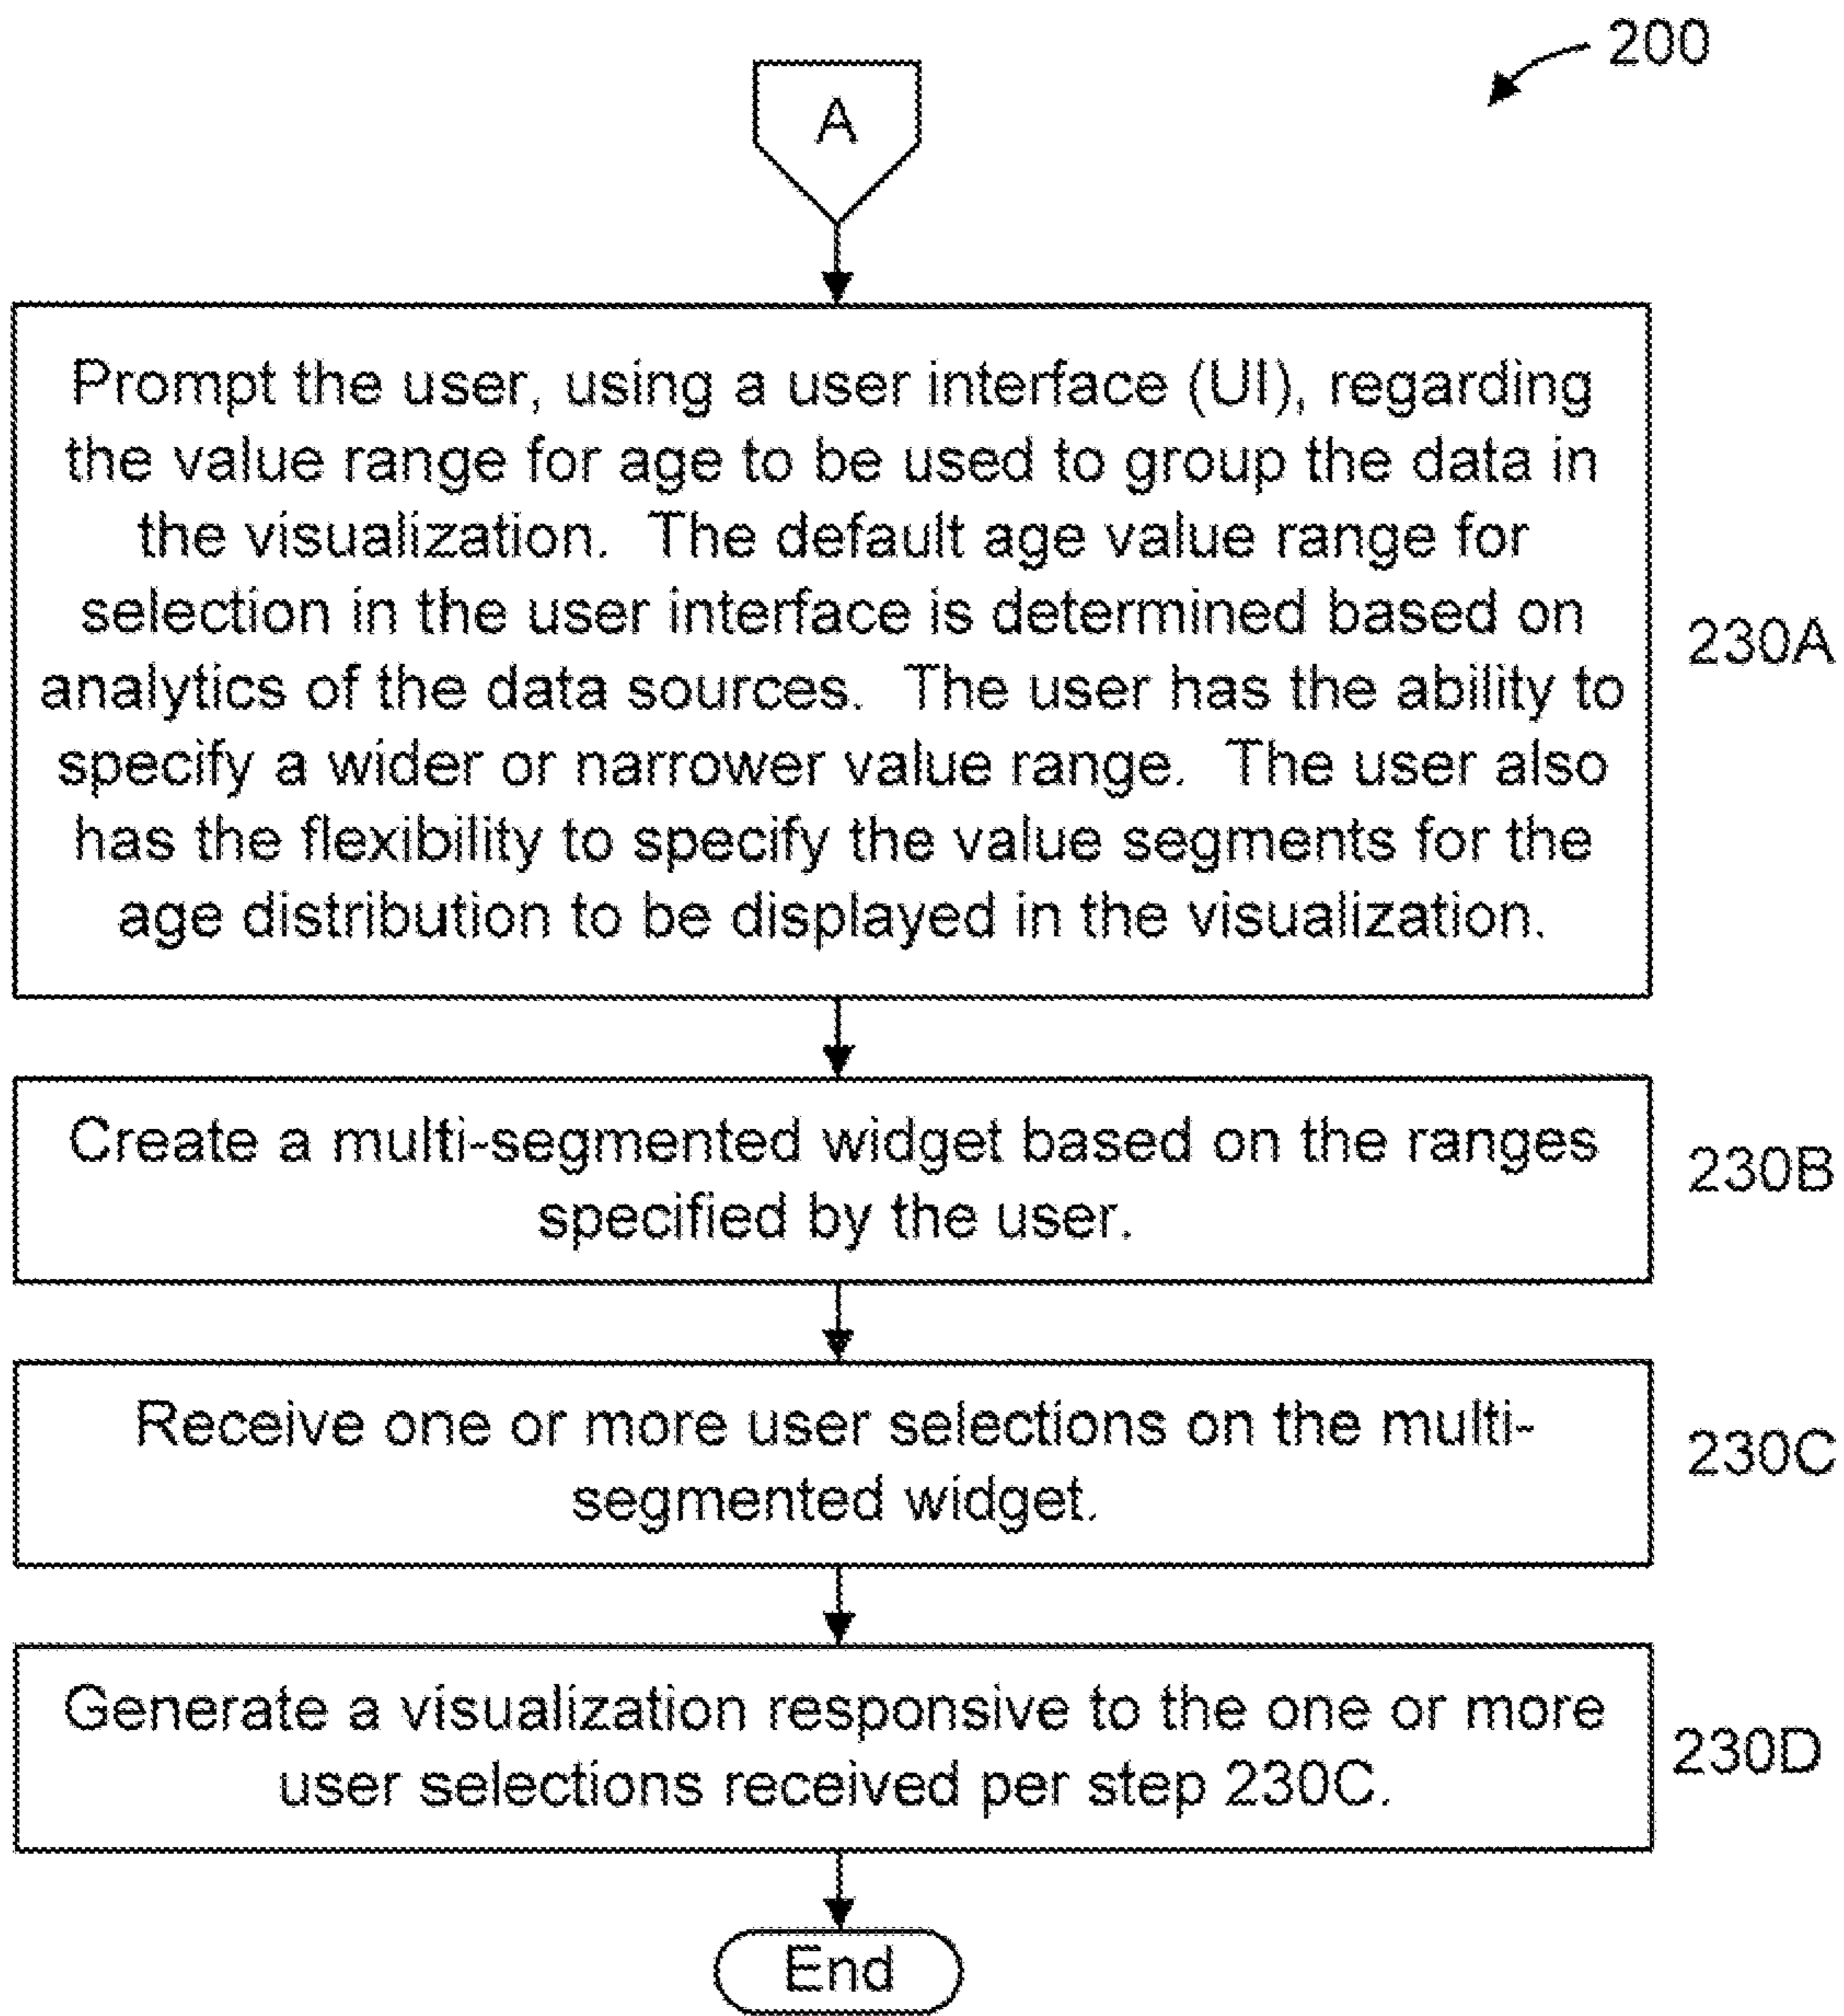 200
A
Prompt the user, using a user interface (UI), regarding
the value range for age to be used to group the data in
the visualization.  The default age value range for
selection in the user interface is determined based on
analytics of the data sources.  The user has the ability to
specify a wider or narrower value range.  The user also
has the flexibility to specify the value segments for the
age distribution to be displayed in the visualization.
230A
Create a multi-segmented widget based on the ranges
specified by the user.
230B
Receive one or more user selections on the multi-
segmented widget.
230C
Generate a visualization responsive to the one or more
user selections received per step 230C.
230D
End